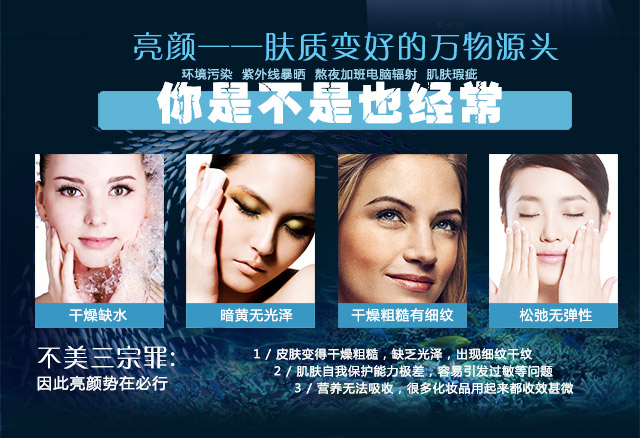 亮颜——肤质变好的万物源头
环境污染 紫外线暴晒 熬夜加班电脑辐射 肌肤瑕疵
你是不是也经常
干燥缺水
暗黄无光泽
干燥粗糙有细纹
松弛无弹性
不美三宗罪：
因此亮颜势在必行
1 / 皮肤变得干燥粗糙，缺乏光泽，出现细纹干纹
2 / 肌肤自我保护能力极差，容易引发过敏等问题
3 / 营养无法吸收，很多化妆品用起来都收效甚微